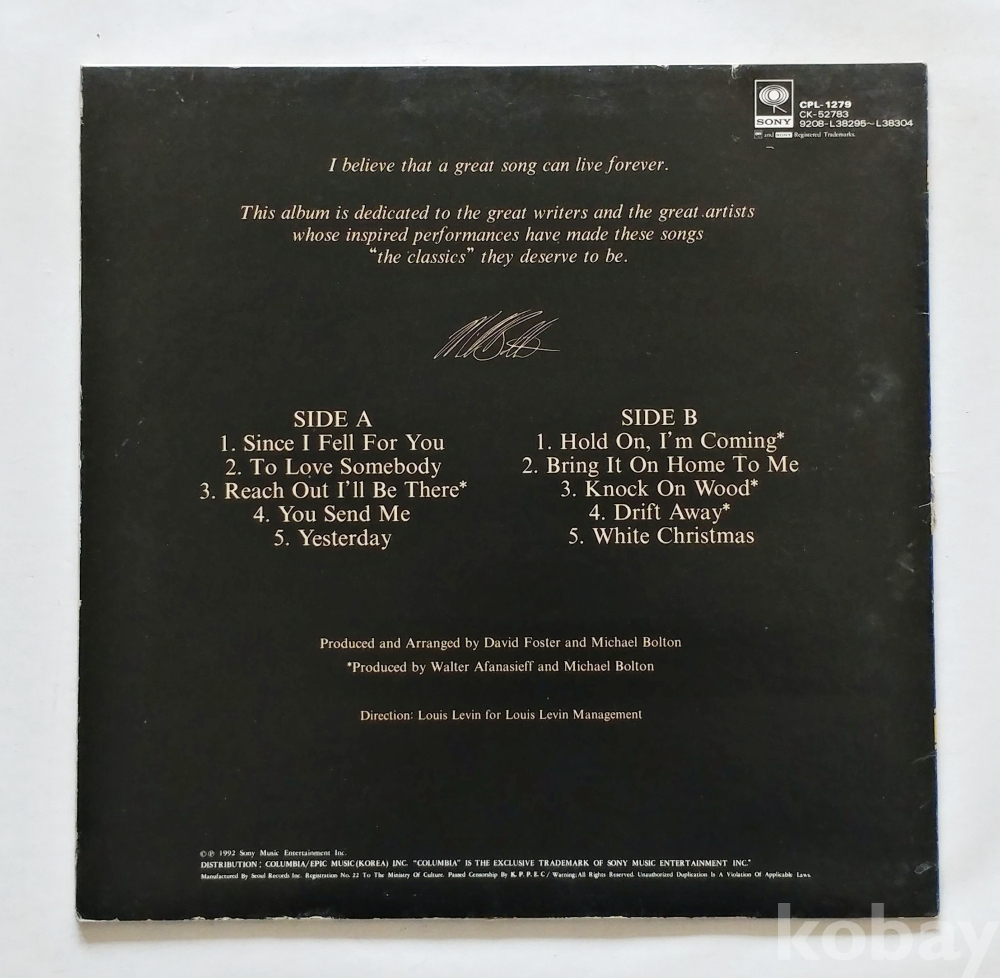 SONY
CPL-1279
CK-52783
9208-L38295~L38304
and SONY Registered Trademarks.
I believe that a great song can live forever.
This album is dedicated to the great writers and the great artists
whose inspired performances have made these songs
“the classics” they deserve to be.
SIDE A
1. Since I Fell For You
2. To Love Somebody
3. Reach Out I’ll Be There*
4. You Send Me
5. Yesterday
SIDE B
1. Hold On, I’m Coming*
2. Bring It On Home To Me
3. Knock On Wood*
4. Drift Away*
5. White Christmas
Produced and Arranged by David Foster and Michael Bolton
*Produced by Walter Afanasieff and Michael Bolton
Direction: Louis Levin for Louis Levin Management
©℗ 1992 Sony Music Entertainment Inc.
DISTRIBUTION; COLUMBIA/EPIC MUSIC(KOREA) INC. "COLUMBIA" IS THE EXCLUSIVE TRADEMARK OF SONY MUSIC ENTERTAINMENT INC."
Manufactured By Seoul Records Inc. Registration No. 22 To The Ministry Of Culture. Passed Censorship By K. P. P. E. C / Warning; All Rights Reserved. Unauthorized Duplication Is A Violation Of Applicable Laws.
kobay